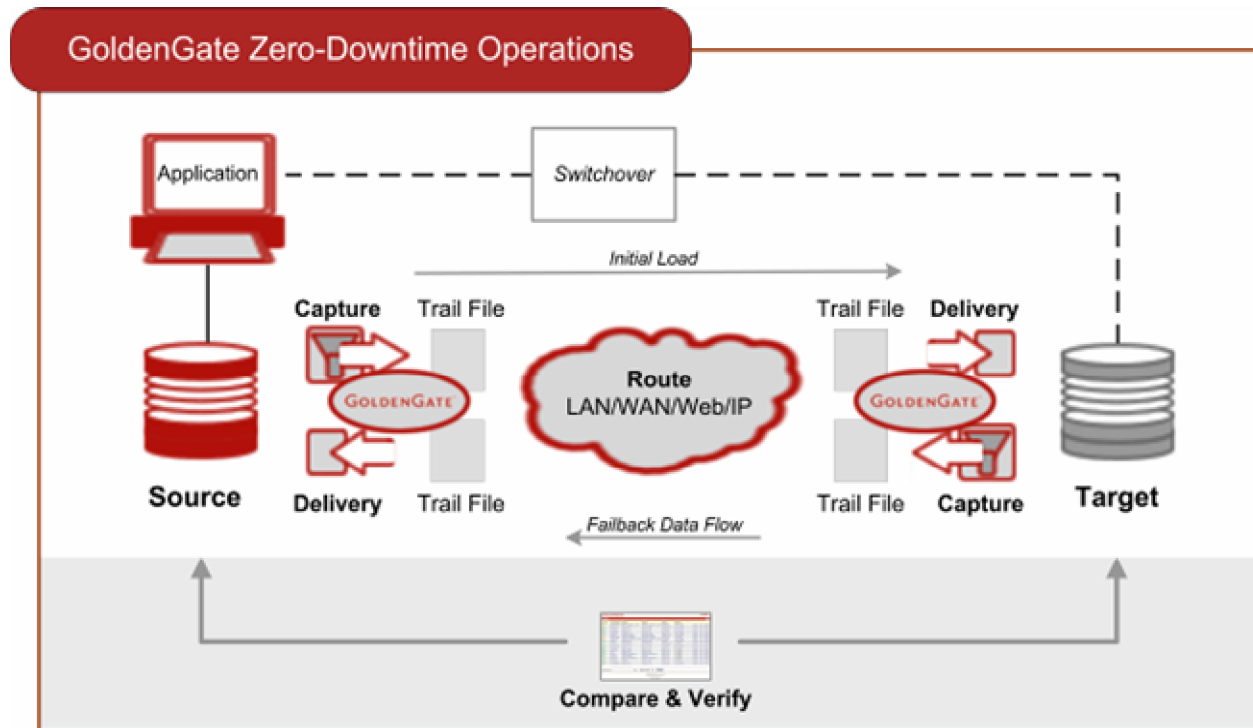 GoldenGate Zero-Downtime Operations
Application
Switchover
Initial Load
Capture
Trail File
Trail File
Delivery
Route
LAN/WAN/Web/IP
GOLDENGATE
GOLDENGATE
Source
Delivery
Trail File
Trail File
Capture
Target
Failback Data Flow
Compare & Verify